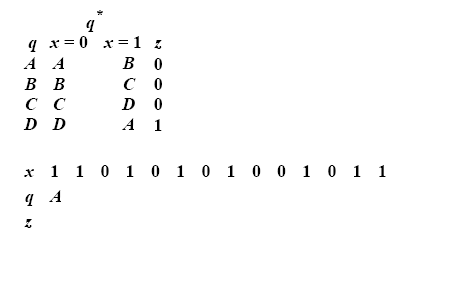 q*
q x = 0 x = 1 z
A A B 0
B B C 0
C C D 0
D D A 1
x 1 1 0 1 0 1 0 1 0 0 1 0 1 1
q A
z